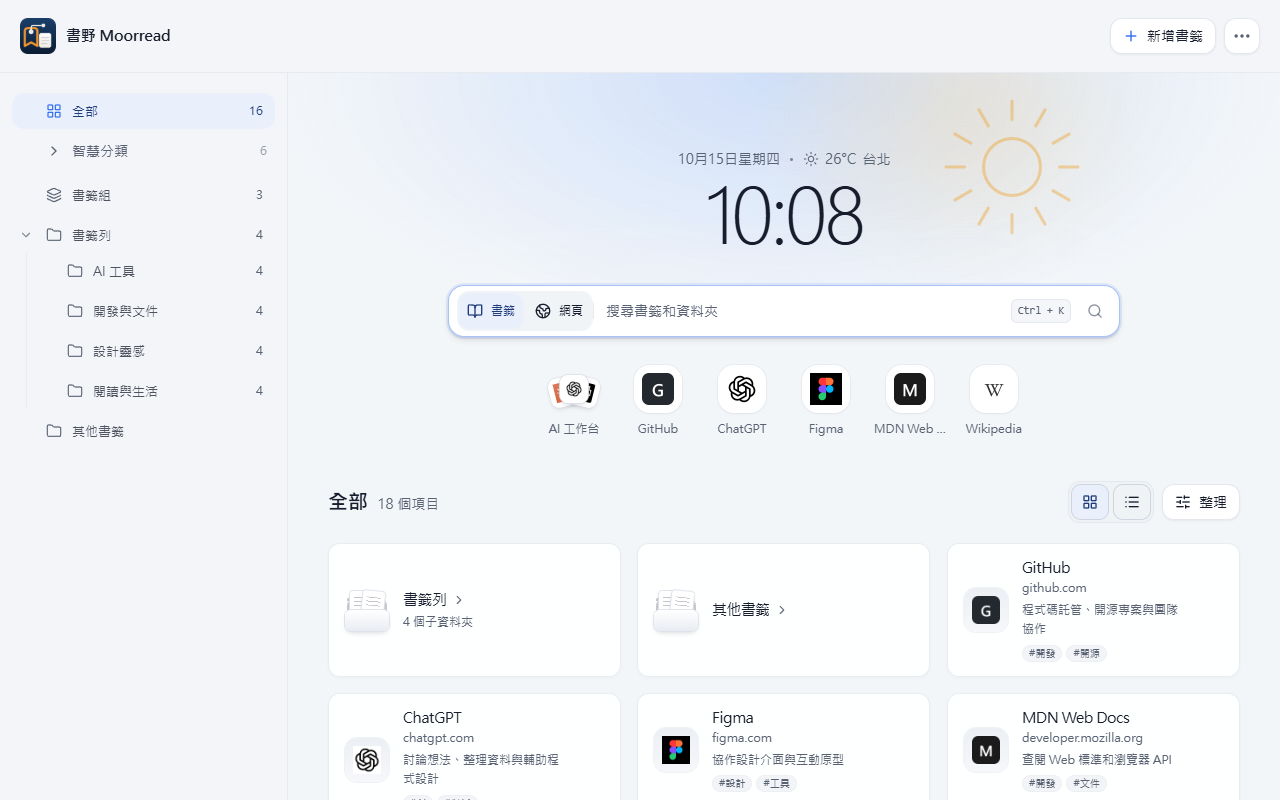 書野 Moorread
新增書籤
全部 16
智慧分類 6
書籤組 3
書籤列 4
AI 工具 4
開發與文件 4
設計靈感 4
閱讀與生活 4
其他書籤
10月15日星期四 • 26°C 台北
10:08
書籤 網頁 搜尋書籤和資料夾 Ctrl + K
AI 工作台 GitHub ChatGPT Figma MDN Web ... Wikipedia
全部 18 個項目
整理
書籤列
4 個子資料夾
其他書籤
G
GitHub
github.com
程式碼託管、開源專案與團隊
協作
#開發 #開源
ChatGPT
chatgpt.com
討論想法、整理資料與輔助程
式設計
Figma
figma.com
協作設計介面與互動原型
#設計 #工具
M
MDN Web Docs
developer.mozilla.org
查閱 Web 標準和瀏覽器 API
#開發 #文件